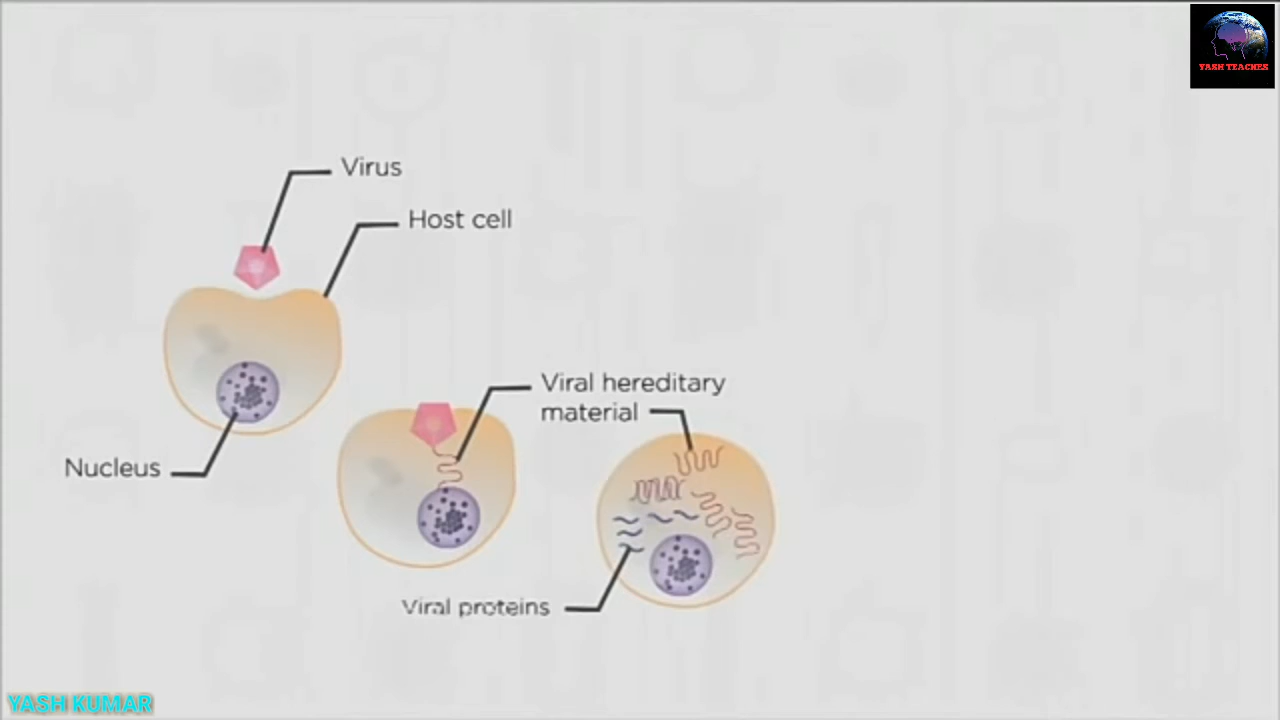 YASH TEACHES
Virus
Host cell
Viral hereditary
material
Nucleus
Viral proteins
YASH KUMAR